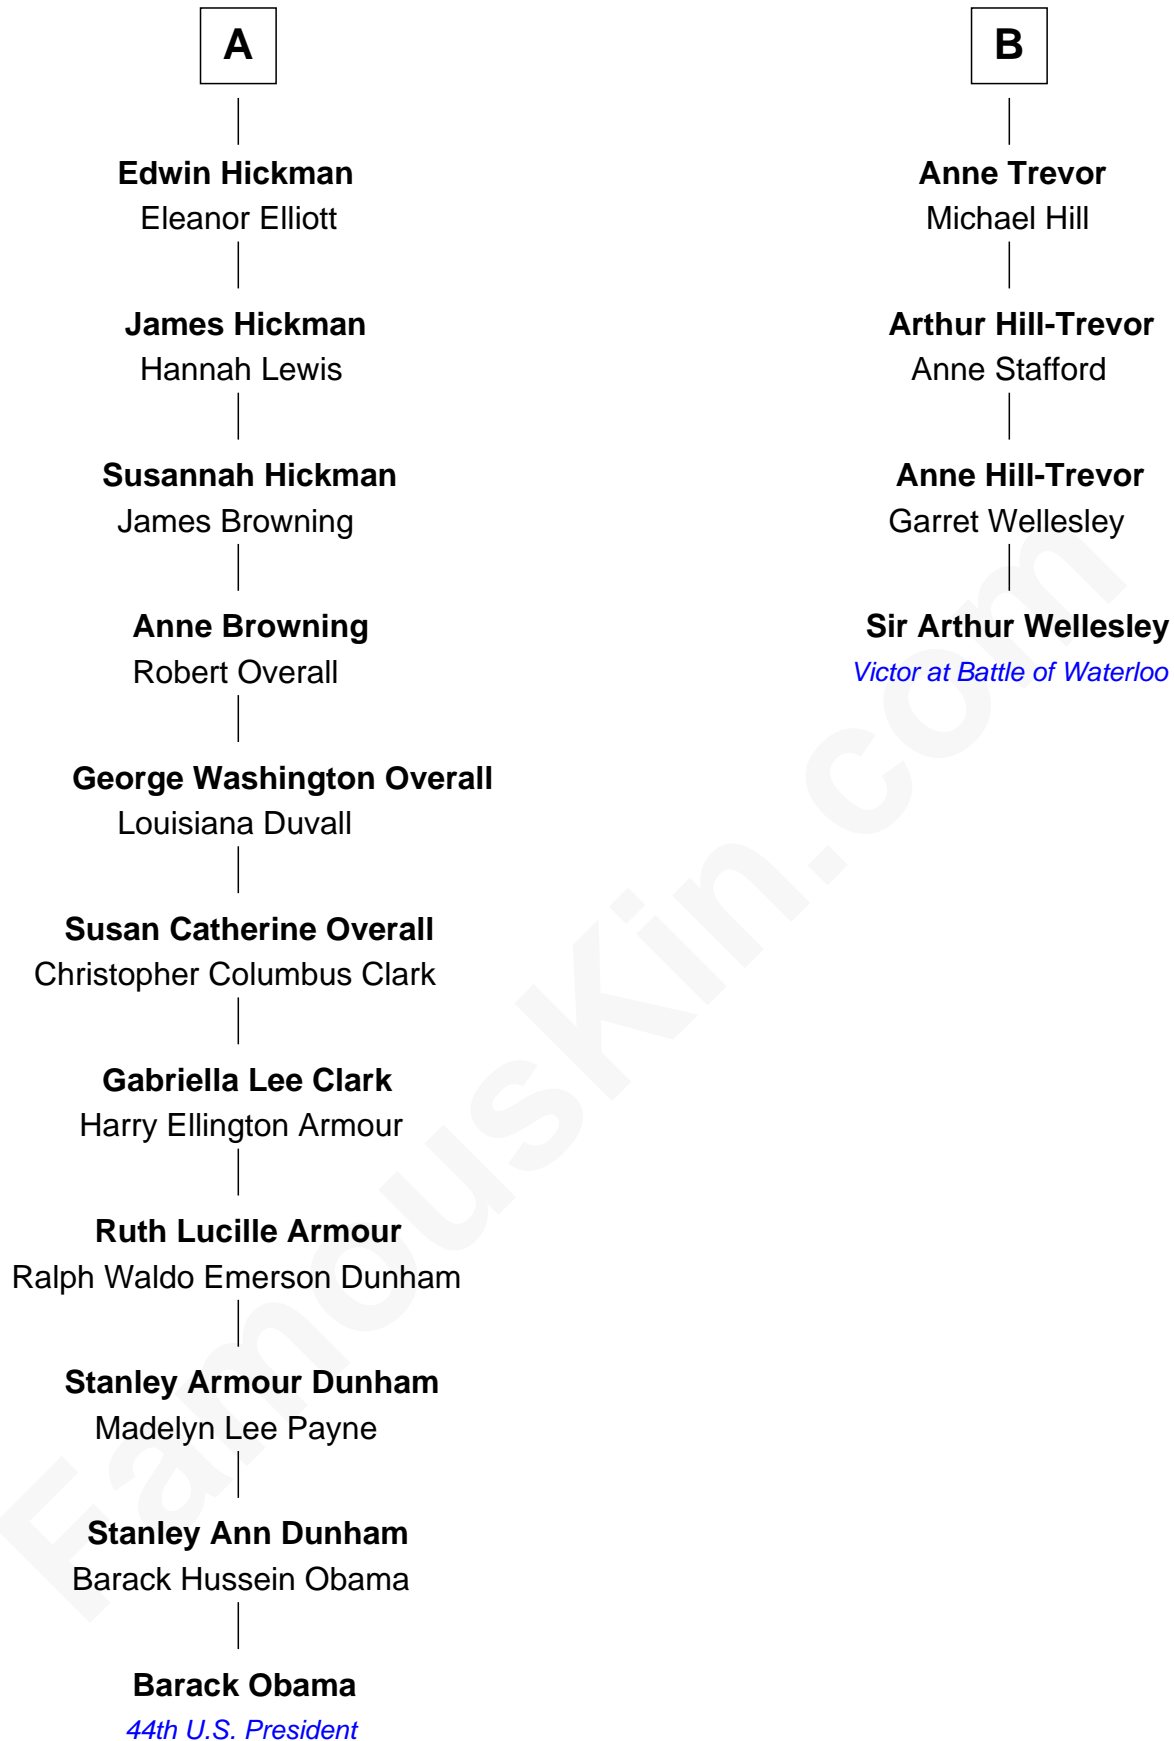 A
Edwin Hickman
Eleanor Elliott
James Hickman
Hannah Lewis
Susannah Hickman
James Browning
Anne Browning
Robert Overall
George Washington Overall
Louisiana Duvall
Susan Catherine Overall
Christopher Columbus Clark
Gabriella Lee Clark
Harry Ellington Armour
Ruth Lucille Armour
Ralph Waldo Emerson Dunham
Stanley Armour Dunham
Madelyn Lee Payne
Stanley Ann Dunham
Barack Hussein Obama
Barack Obama
44th U.S. President
B
Anne Trevor
Michael Hill
Arthur Hill-Trevor
Anne Stafford
Anne Hill-Trevor
Garret Wellesley
Sir Arthur Wellesley
Victor at Battle of Waterloo
FamousKin.com